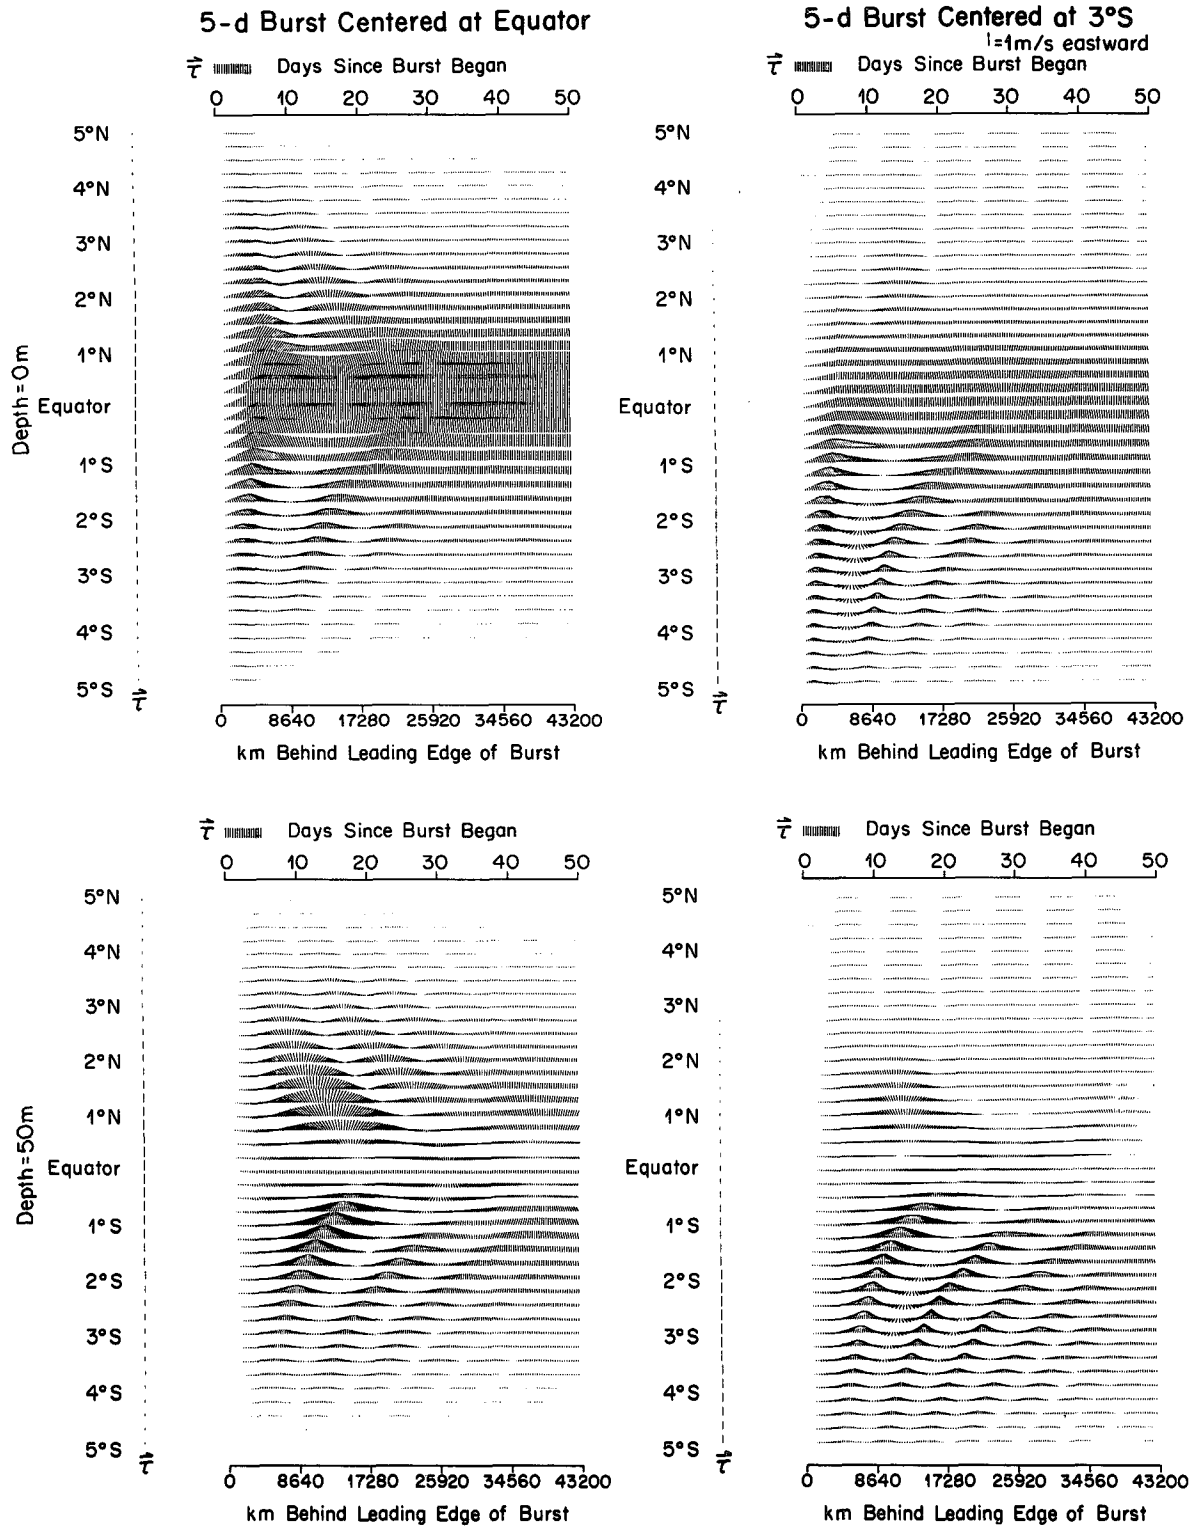 5-d Burst Centered at Equator
5-d Burst Centered at 3°S
=1m/s eastward
τ Days Since Burst Began
0 10 20 30 40 50
5°N
4°N
3°N
2°N
1°N
Equator
1°S
2°S
3°S
4°S
5°S
Depth=0m
τ
0 8640 17280 25920 34560 43200
km Behind Leading Edge of Burst
τ Days Since Burst Began
0 10 20 30 40 50
5°N
4°N
3°N
2°N
1°N
Equator
1°S
2°S
3°S
4°S
5°S
τ
0 8640 17280 25920 34560 43200
km Behind Leading Edge of Burst
τ Days Since Burst Began
0 10 20 30 40 50
5°N
4°N
3°N
2°N
1°N
Equator
1°S
2°S
3°S
4°S
5°S
Depth=50m
τ
0 8640 17280 25920 34560 43200
km Behind Leading Edge of Burst
τ Days Since Burst Began
0 10 20 30 40 50
5°N
4°N
3°N
2°N
1°N
Equator
1°S
2°S
3°S
4°S
5°S
τ
0 8640 17280 25920 34560 43200
km Behind Leading Edge of Burst